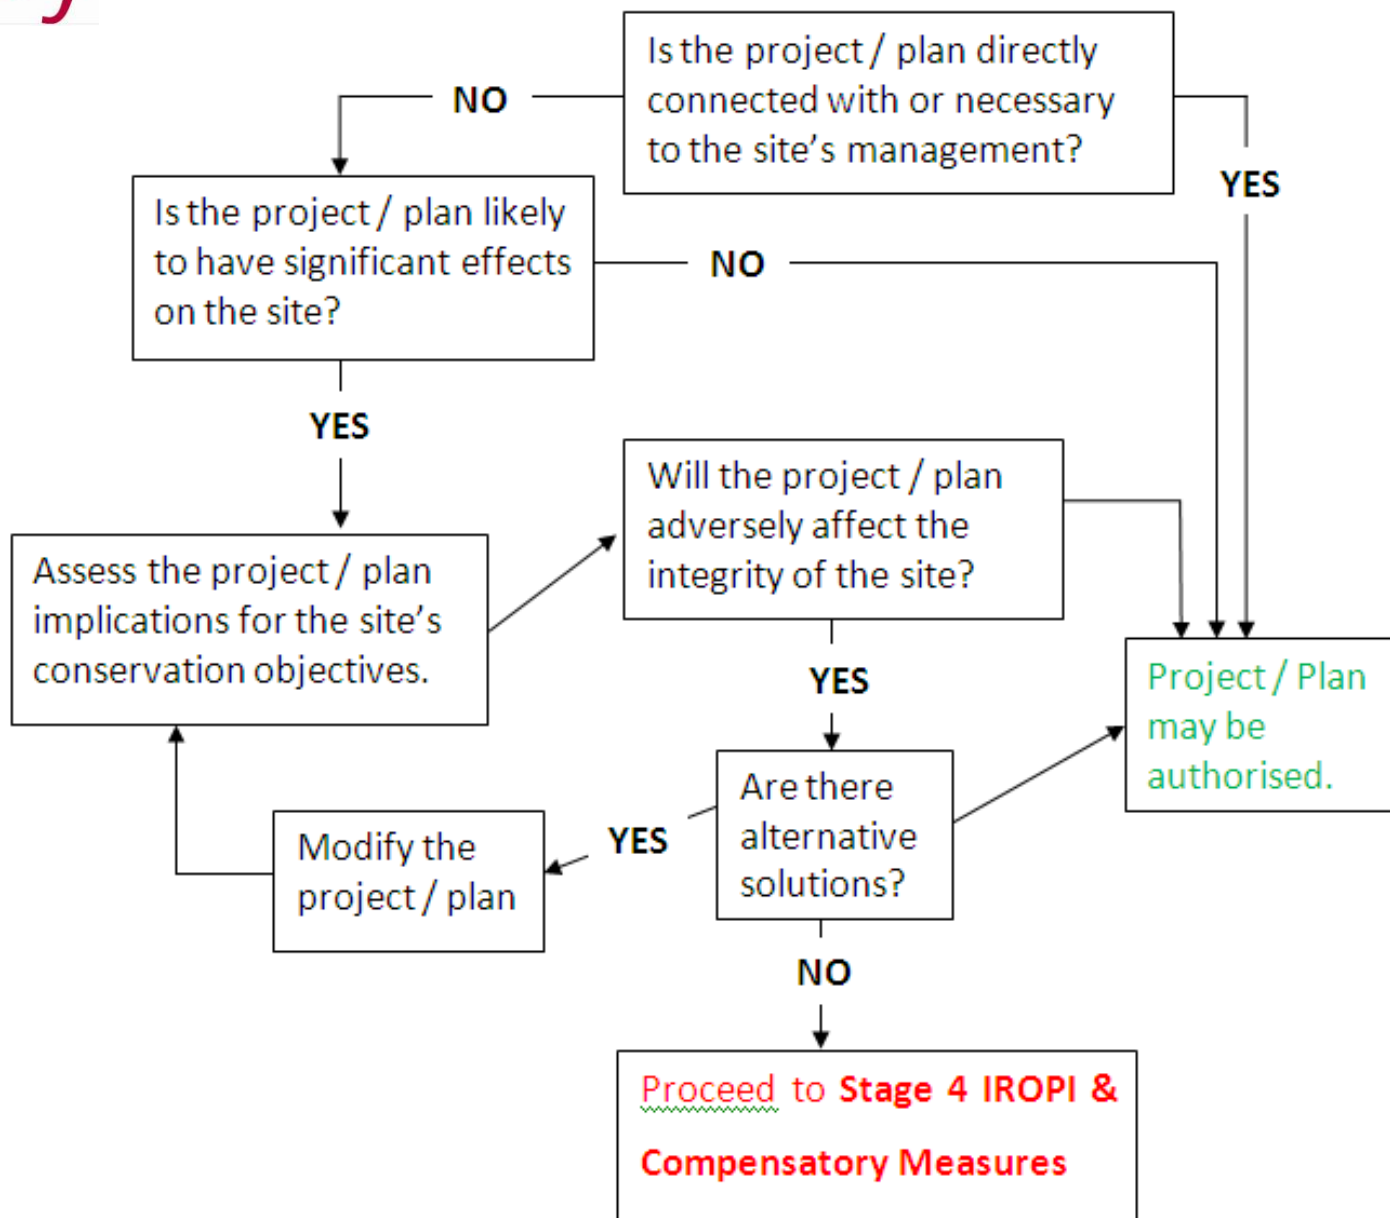 Is the project / plan directly
connected with or necessary
to the site's management?
NO
YES
Is the project / plan likely
to have significant effects
on the site?
NO
YES
Will the project / plan
adversely affect the
integrity of the site?
Assess the project / plan
implications for the site's
conservation objectives.
YES
Project / Plan
may be
authorised.
Are there
alternative
solutions?
YES
Modify the
project / plan
NO
Proceed to Stage 4 IROPI &
Compensatory Measures